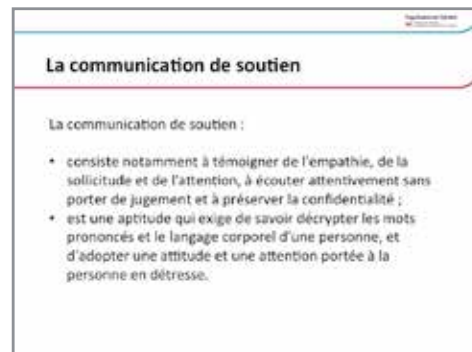 La communication de soutien
La communication de soutien :
• consiste notamment à témoigner de l'empathie, de la
sollicitude et de l'attention, à écouter attentivement sans
porter de jugement et à préserver la confidentialité ;
• est une aptitude qui exige de savoir décrypter les mots
prononcés et le langage corporel d'une personne, et
d'adopter une attitude et une attention portée à la
personne en détresse.